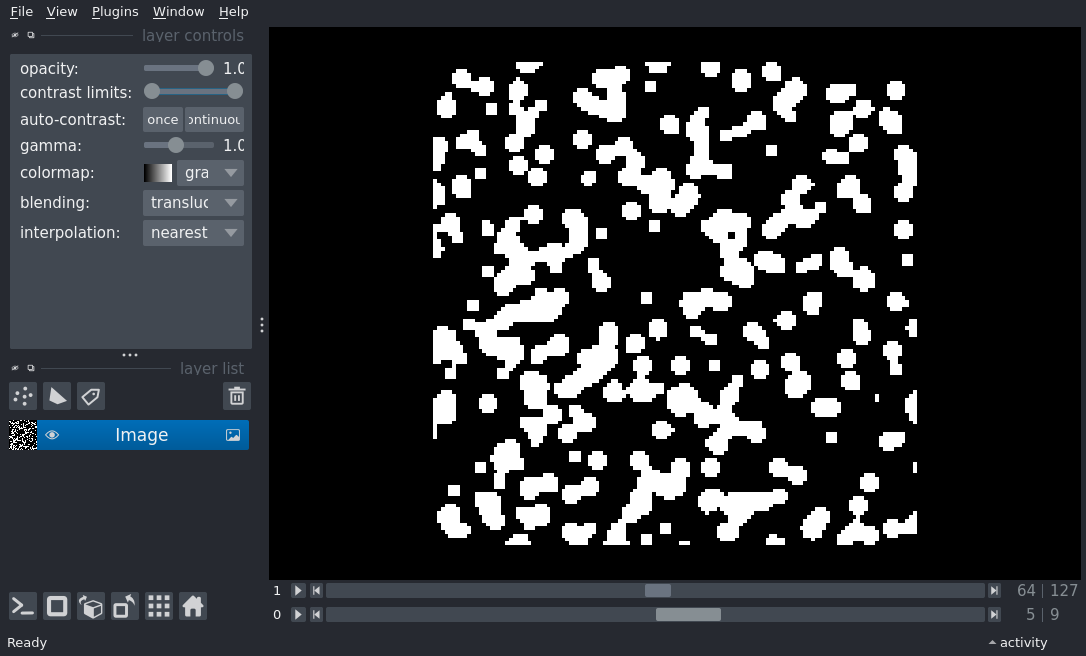 File View Plugins Window Help
layer controls
opacity: 1.0
contrast limits:
auto-contrast: once ontinuou
gamma: 1.0
colormap: gra
blending: transluc
interpolation: nearest
layer list
Image
1 64 | 127
0 5 | 9
Ready activity